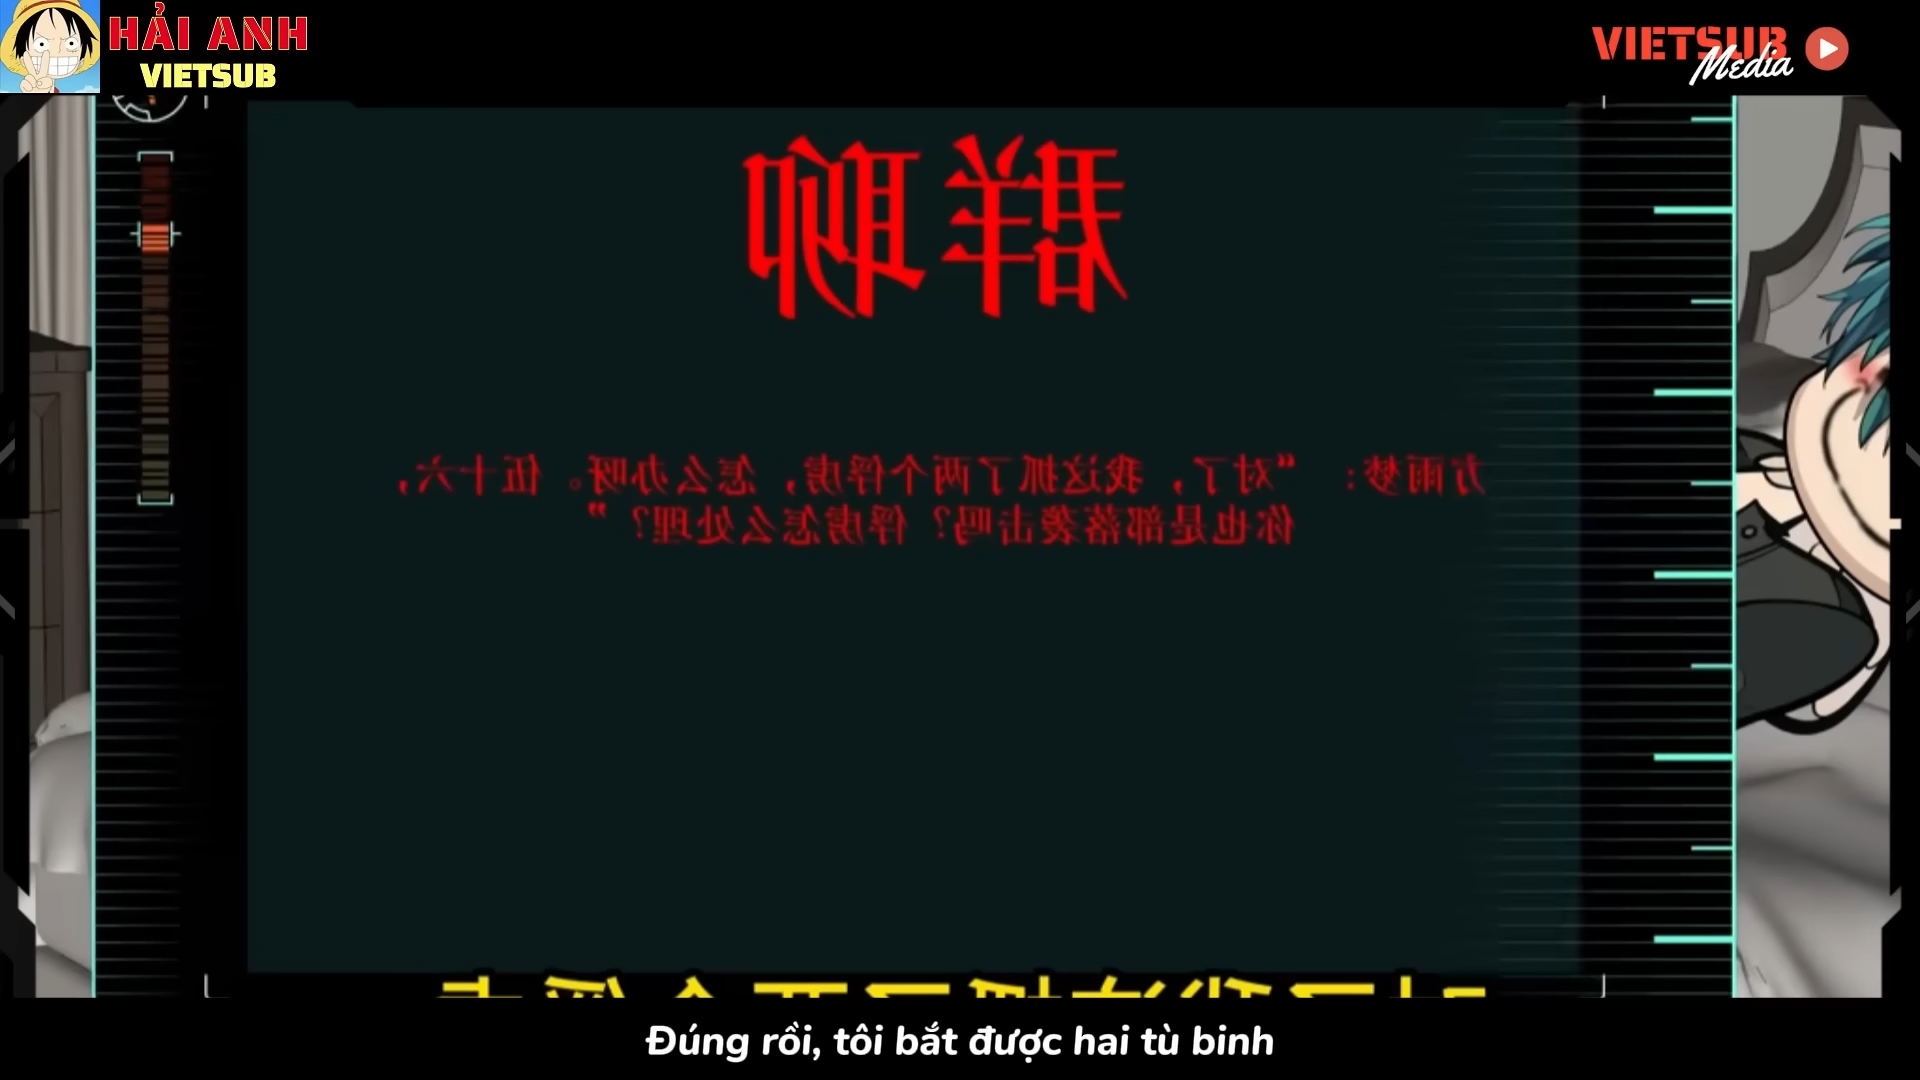 HẢI ANH
VIETSUB
VIETSUB
Media
群聊
方雨梦：“对了，我这抓了两个俘虏，怎么办呀。伍十六，
你也是部落袭击吗？俘虏怎么处理？”
Đúng rồi, tôi bắt được hai tù binh